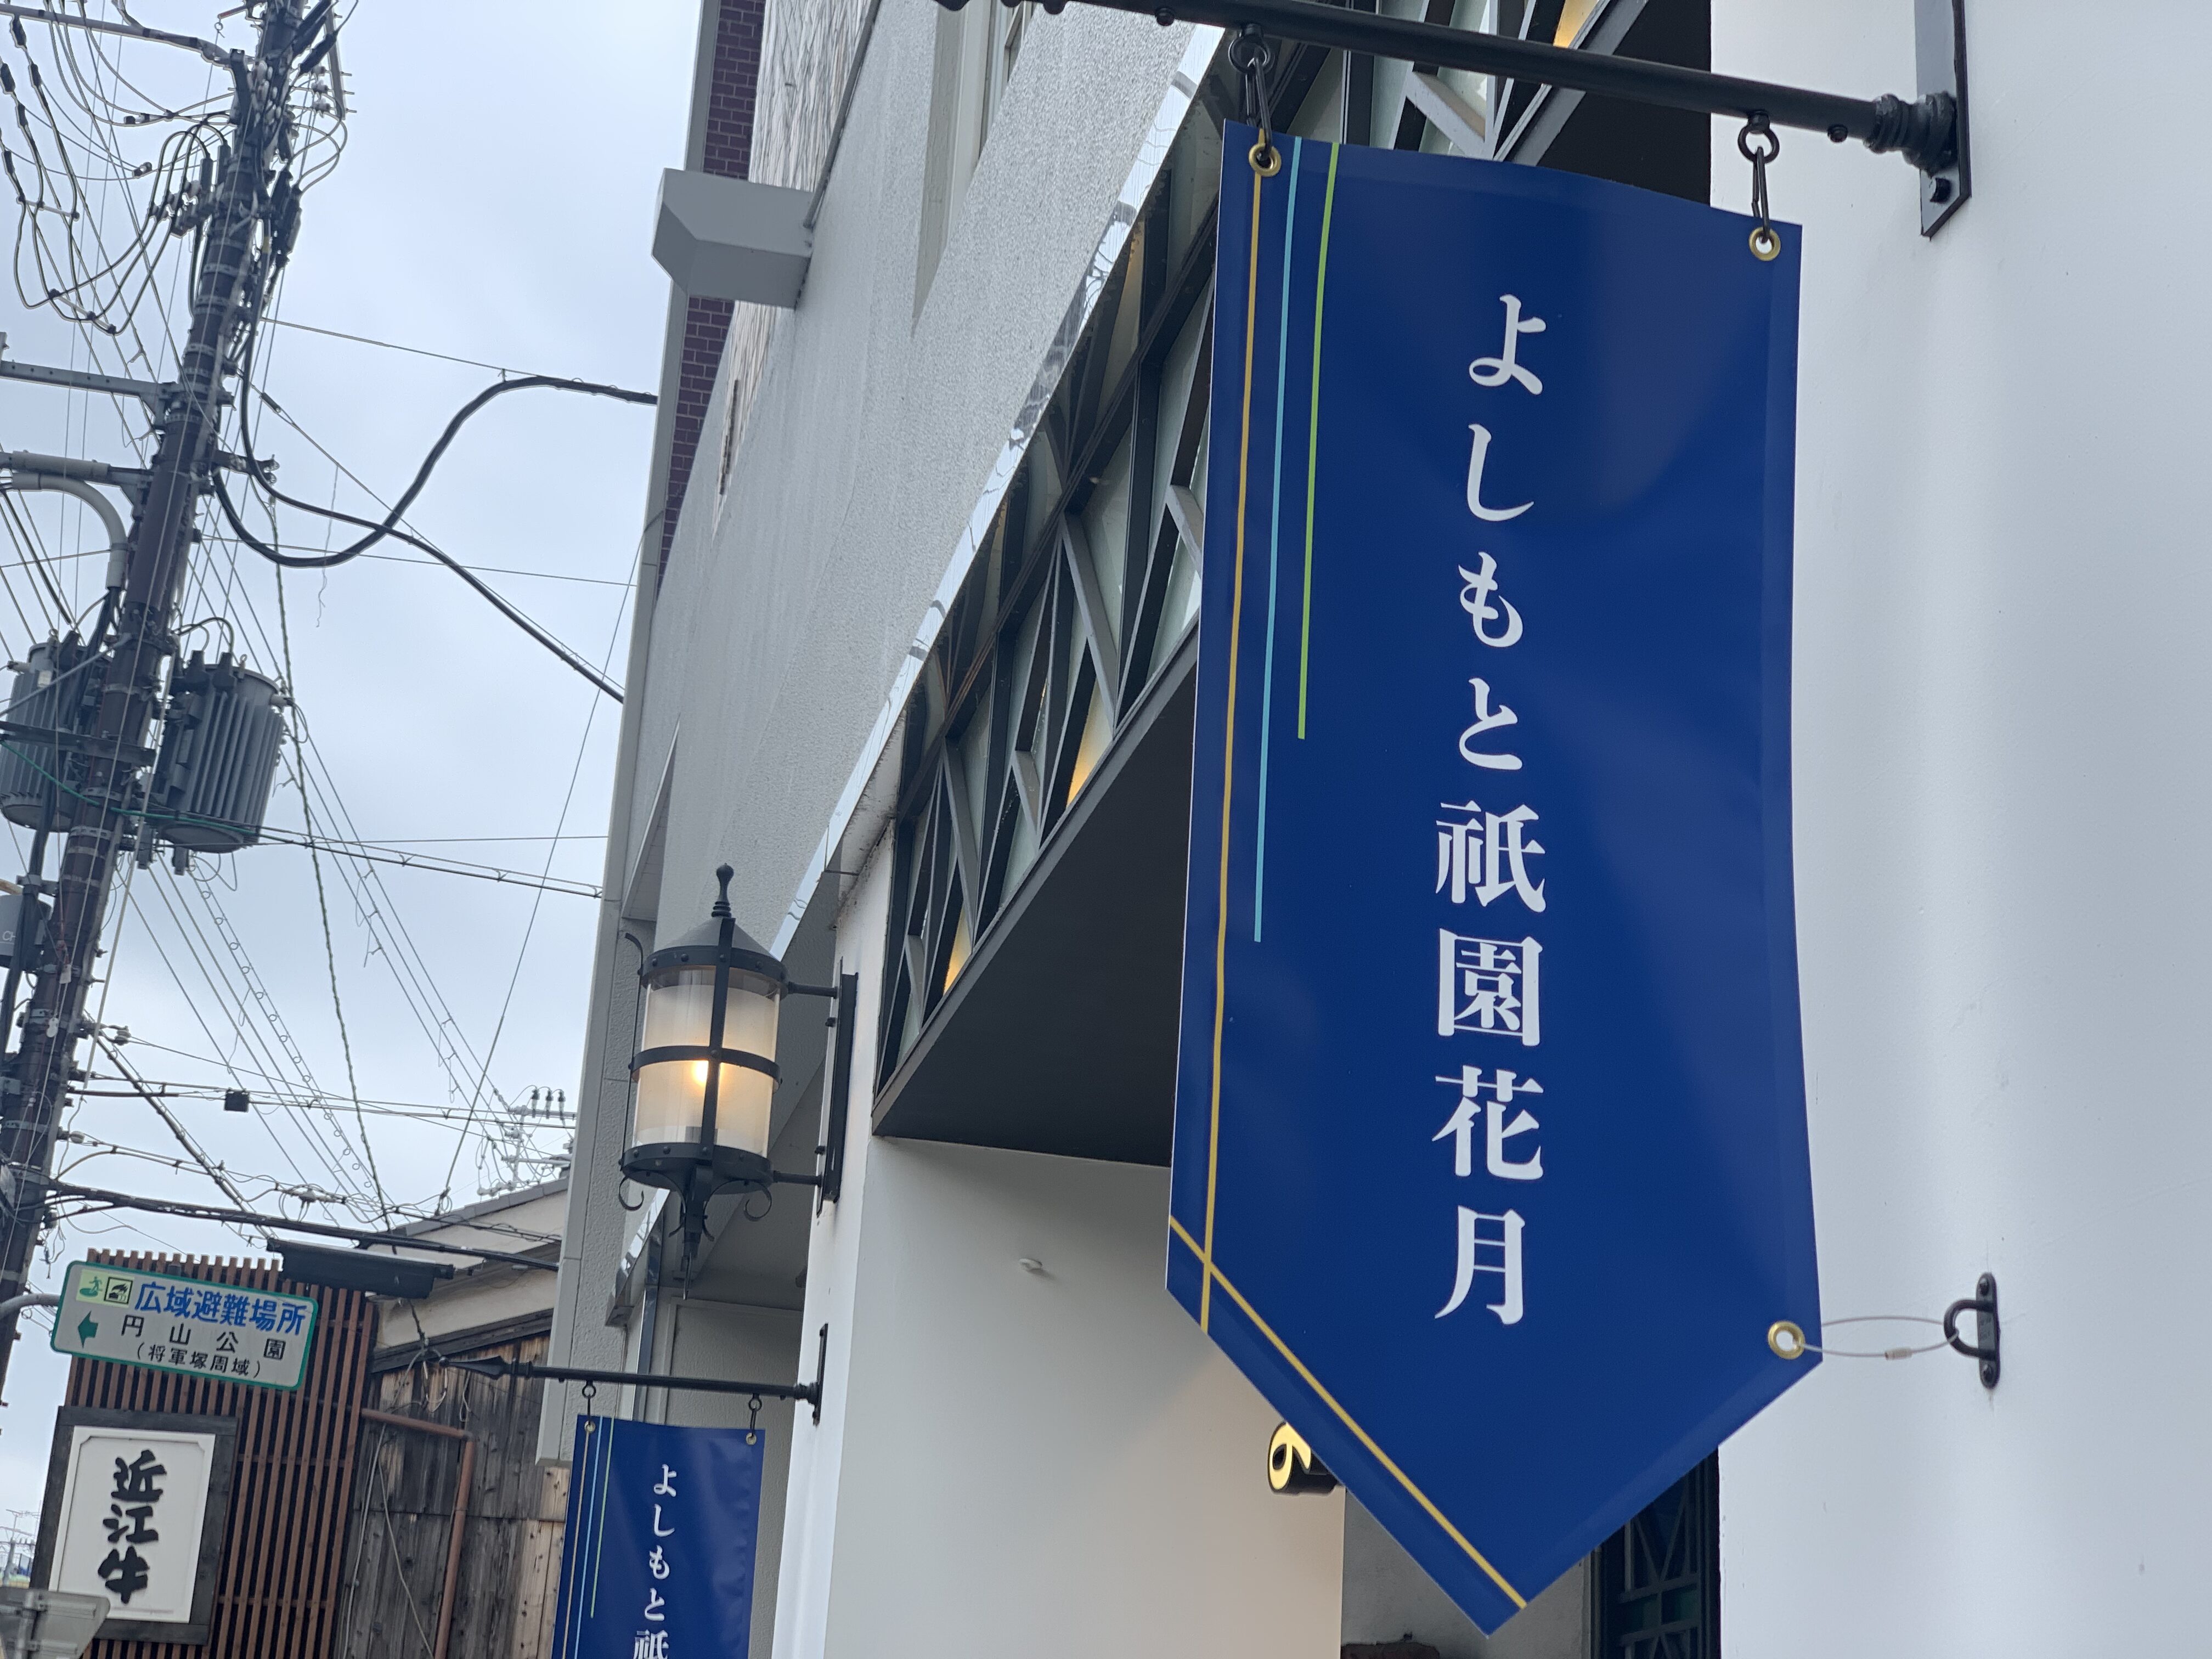 よしもと祇園花月
広域避難場所
円山公園
（将軍塚周域）
近江牛
よしもと祇